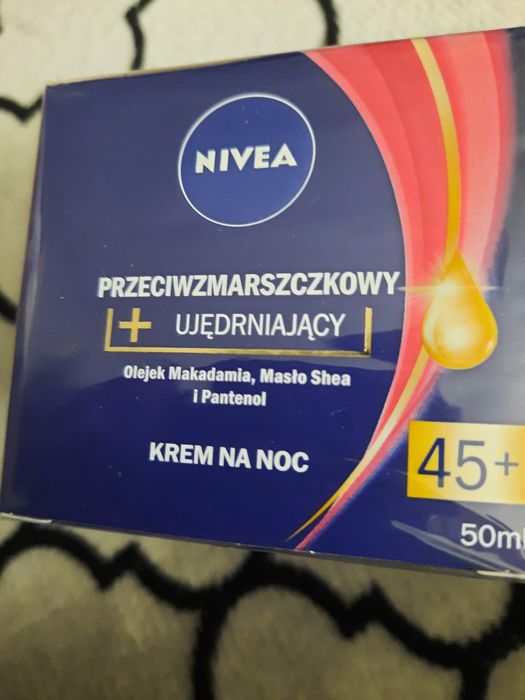 NIVEA
PRZECIWZMARSZCZKOWY
+ UJĘDRNIAJĄCY
Olejek Makadamia, Masło Shea
i Pantenol
KREM NA NOC
45+
50ml